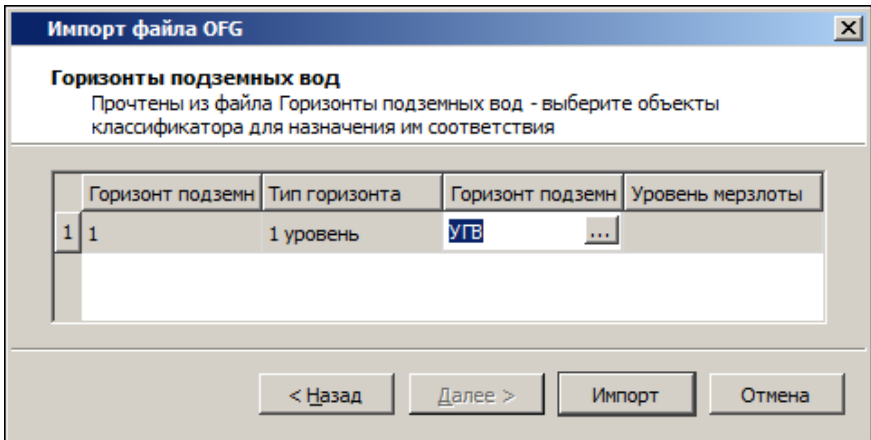 Импорт файла OFG
Горизонты подземных вод
Прочтены из файла Горизонты подземных вод - выберите объекты
классификатора для назначения им соответствия
Горизонт подземн Тип горизонта Горизонт подземн Уровень мерзлоты
1 1 1 уровень УГВ ...
< Назад Далее > Импорт Отмена